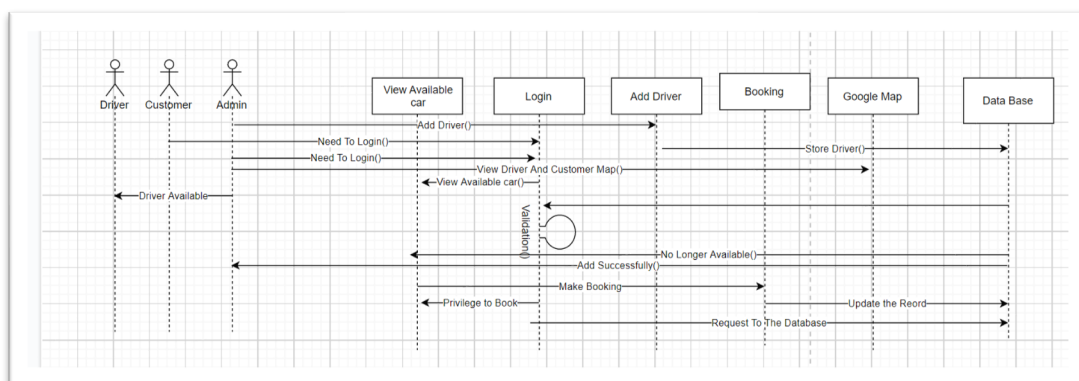 View Available
car
Login
Add Driver
Booking
Google Map
Data Base
Driver
Customer
Admin
Add Driver()
Need To Login()
Store Driver()
Need To Login()
View Driver And Customer Map()
View Available car()
Driver Available
Validation()
No Longer Available()
Add Successfully()
Make Booking
Privilege to Book
Update the Reord
Request To The Database